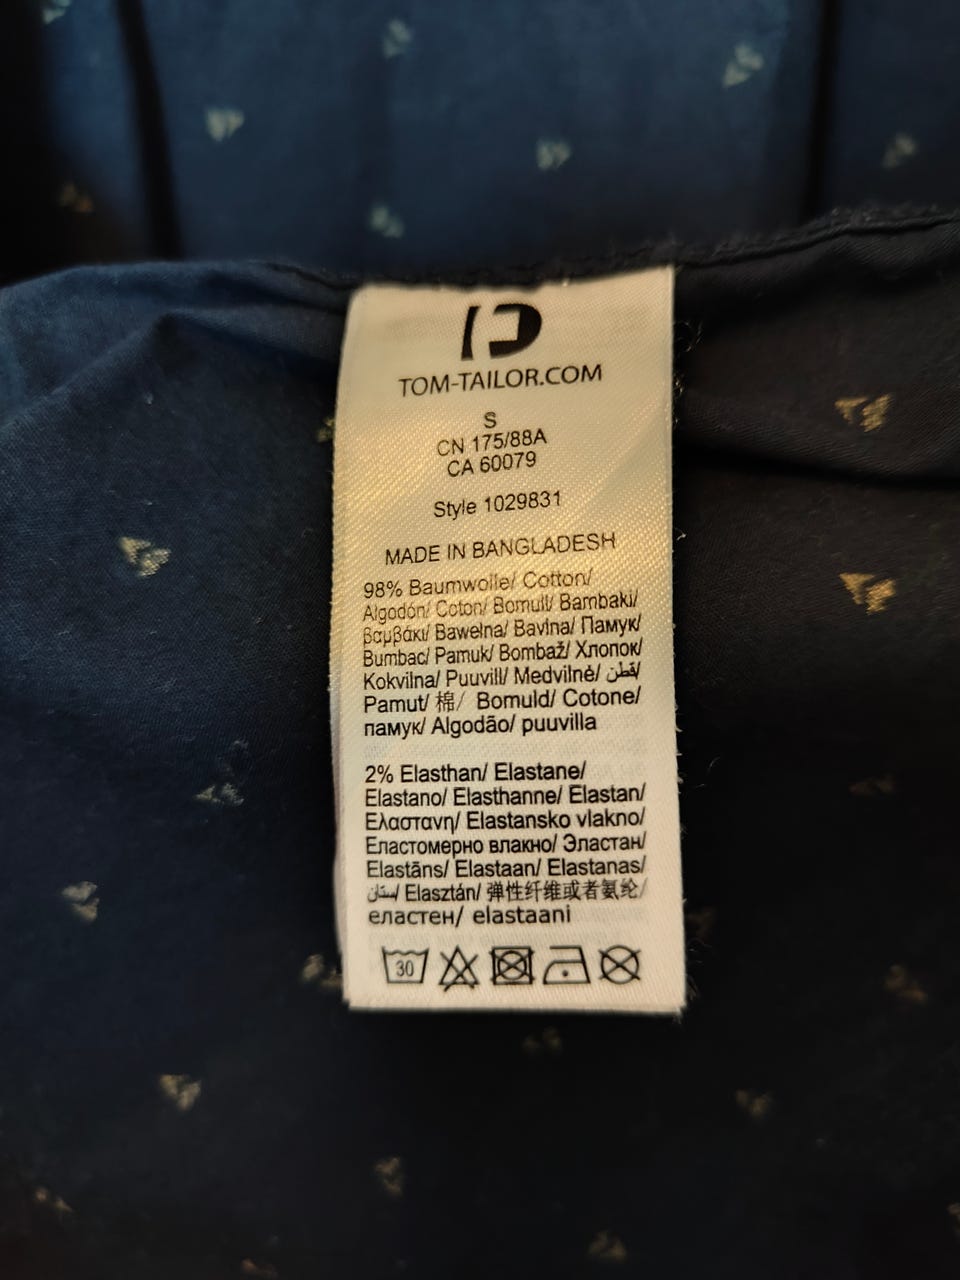 TOM-TAILOR.COM
S
CN 175/88A
CA 60079
Style 1029831
MADE IN BANGLADESH
98% Baumwolle/ Cotton/
Algodón/ Coton/ Bomull/ Bambaki/
βαμβάκι/ Bawełna/ Bavlna/ Памук/
Bumbac/ Pamuk/ Bombaž/ Хлопок/
Kokvilna/ Puuvill/ Medvilnė/ قطن/
Pamut/ 棉/ Bomuld/ Cotone/
памук/ Algodão/ puuvilla
2% Elasthan/ Elastane/
Elastano/ Elasthanne/ Elastan/
Ελαστανη/ Elastansko vlakno/
Еластомерно влакно/ Эластан/
Elastāns/ Elastaan/ Elastanas/
إيلستان/ Elasztán/ 弹性纤维或者氨纶/
еластен/ elastaani
30